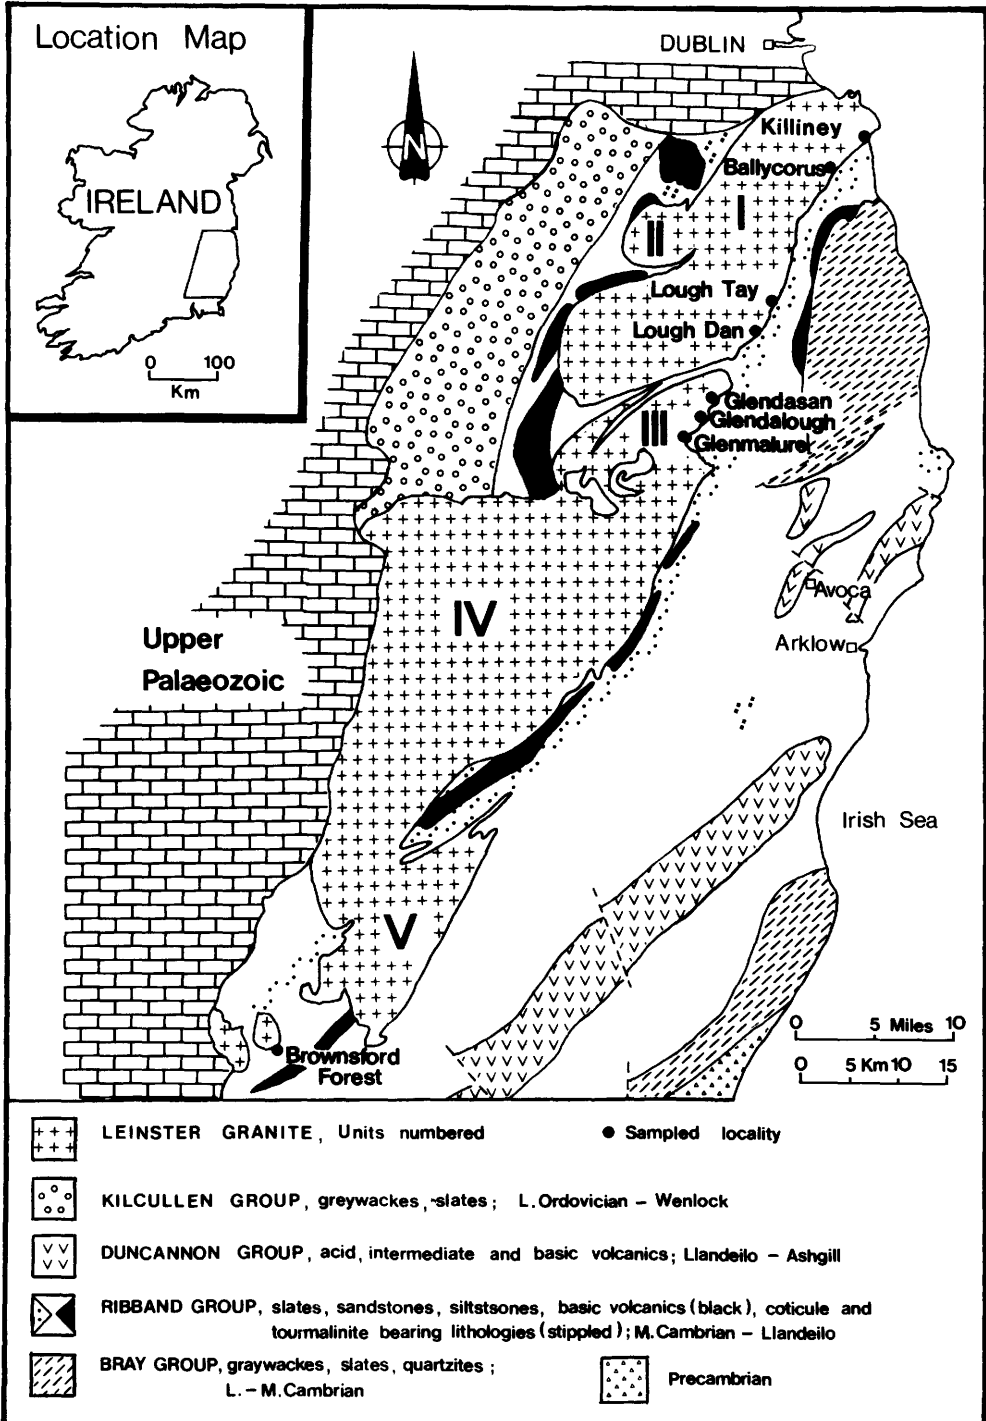 Location Map
IRELAND
0 100
Km
N
DUBLIN
Killiney
Ballycorus
I
II
Lough Tay
Lough Dan
Glendasan
III
Glendalough
Glenmalure
IV
Avoca
Upper
Palaeozoic
Arklow
Irish Sea
V
0 5 Miles 10
0 5 Km 10 15
Brownsford
Forest
LEINSTER GRANITE, Units numbered
Sampled locality
KILCULLEN GROUP, greywackes, slates; L.Ordovician – Wenlock
DUNCANNON GROUP, acid, intermediate and basic volcanics; Llandeilo – Ashgill
RIBBAND GROUP, slates, sandstones, siltstsones, basic volcanics (black), coticule and
tourmalinite bearing lithologies (stippled); M.Cambrian – Llandeilo
BRAY GROUP, graywackes, slates, quartzites;
L.– M.Cambrian
Precambrian